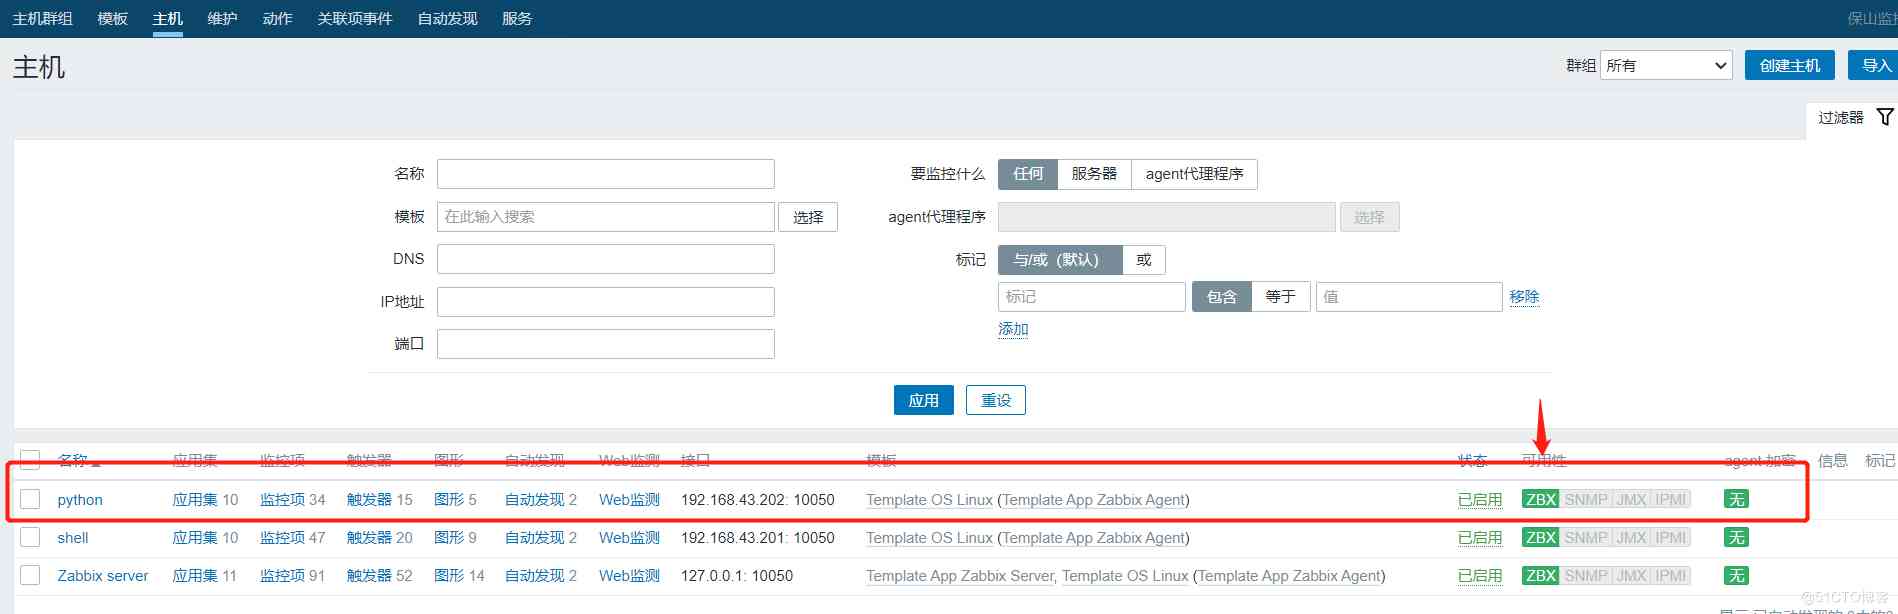 主机群组 模板 主机 维护 动作 关联项事件 自动发现 服务 保山监控
主机 群组 所有 创建主机 导入
过滤器
名称 要监控什么 任何 服务器 agent代理程序
模板 在此输入搜索 选择 agent代理程序 选择
DNS 标记 与/或（默认） 或
IP地址 标记 包含 等于 值 移除
添加
端口
应用 重设
名称 应用集 监控项 触发器 图形 自动发现 Web监测 接口 模板 状态 可用性 agent 加密 信息 标记
python 应用集 10 监控项 34 触发器 15 图形 5 自动发现 2 Web监测 192.168.43.202: 10050 Template OS Linux (Template App Zabbix Agent) 已启用 ZBX SNMP JMX IPMI 无
shell 应用集 10 监控项 47 触发器 20 图形 9 自动发现 2 Web监测 192.168.43.201: 10050 Template OS Linux (Template App Zabbix Agent) 已启用 ZBX SNMP JMX IPMI 无
Zabbix server 应用集 11 监控项 91 触发器 52 图形 14 自动发现 2 Web监测 127.0.0.1: 10050 Template App Zabbix Server, Template OS Linux (Template App Zabbix Agent) 已启用 ZBX SNMP JMX IPMI 无
@51CTO博客